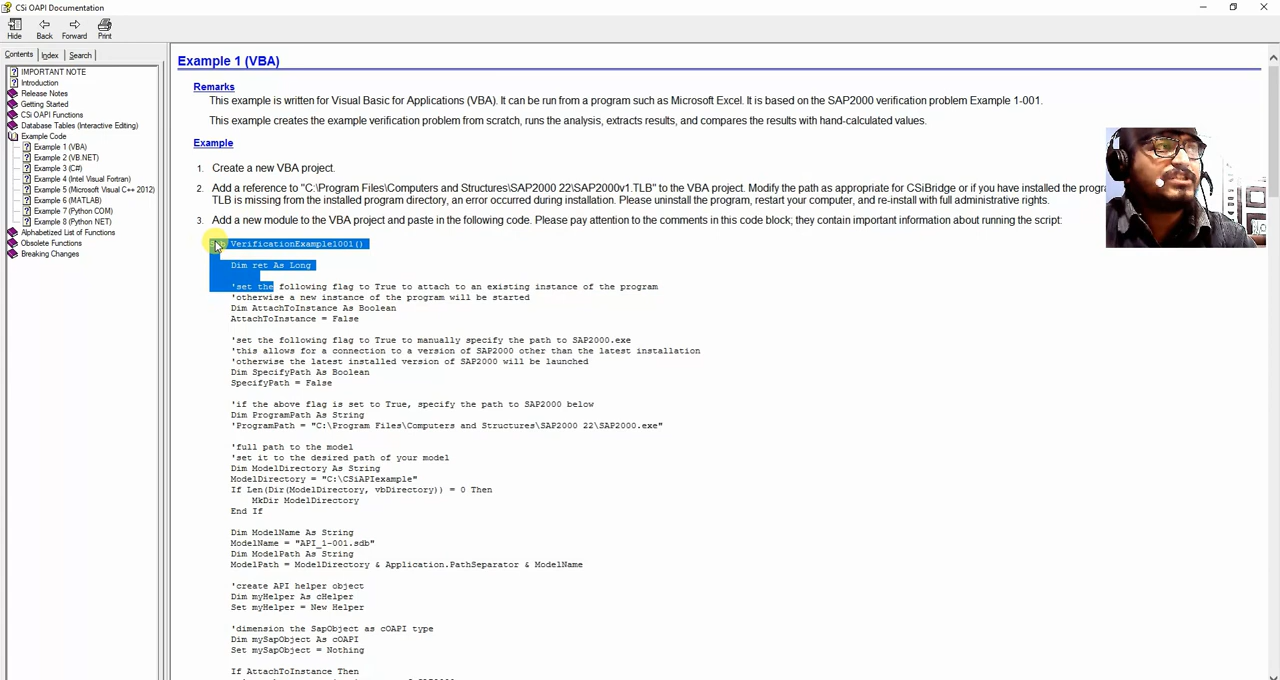 CSi OAPI Documentation
Hide
Back
Forward
Print
Contents
Index
Search
IMPORTANT NOTE
Introduction
Release Notes
Getting Started
CSi OAPI Functions
Database Tables (Interactive Editing)
Example Code
Example 1 (VBA)
Example 2 (VB.NET)
Example 3 (C#)
Example 4 (Intel Visual Fortran)
Example 5 (Microsoft Visual C++ 2012)
Example 6 (MATLAB)
Example 7 (Python COM)
Example 8 (Python NET)
Alphabetized List of Functions
Obsolete Functions
Breaking Changes
Example 1 (VBA)
Remarks
This example is written for Visual Basic for Applications (VBA). It can be run from a program such as Microsoft Excel. It is based on the SAP2000 verification problem Example 1-001.
This example creates the example verification problem from scratch, runs the analysis, extracts results, and compares the results with hand-calculated values.
Example
1. Create a new VBA project.
2. Add a reference to "C:\Program Files\Computers and Structures\SAP2000 22\SAP2000v1.TLB" to the VBA project. Modify the path as appropriate for CSiBridge or if you have installed the
TLB is missing from the installed program directory, an error occurred during installation. Please uninstall the program, restart your computer, and re-install with full administrative rights.
3. Add a new module to the VBA project and paste in the following code. Please pay attention to the comments in this code block; they contain important information about running the script:
Sub VerificationExample1001()
Dim ret As Long
'set the following flag to True to attach to an existing instance of the program
'otherwise a new instance of the program will be started
Dim AttachToInstance As Boolean
AttachToInstance = False
'set the following flag to True to manually specify the path to SAP2000.exe
'this allows for a connection to a version of SAP2000 other than the latest installation
'otherwise the latest installed version of SAP2000 will be launched
Dim SpecifyPath As Boolean
SpecifyPath = False
'if the above flag is set to True, specify the path to SAP2000 below
Dim ProgramPath As String
'ProgramPath = "C:\Program Files\Computers and Structures\SAP2000 22\SAP2000.exe"
'full path to the model
'set it to the desired path of your model
Dim ModelDirectory As String
ModelDirectory = "C:\CSiAPIexample"
If Len(Dir(ModelDirectory, vbDirectory)) = 0 Then
MkDir ModelDirectory
End If
Dim ModelName As String
ModelName = "API_1-001.sdb"
Dim ModelPath As String
ModelPath = ModelDirectory & Application.PathSeparator & ModelName
'create API helper object
Dim myHelper As cHelper
Set myHelper = New Helper
'dimension the SapObject as cOAPI type
Dim mySapObject As cOAPI
Set mySapObject = Nothing
If AttachToInstance Then